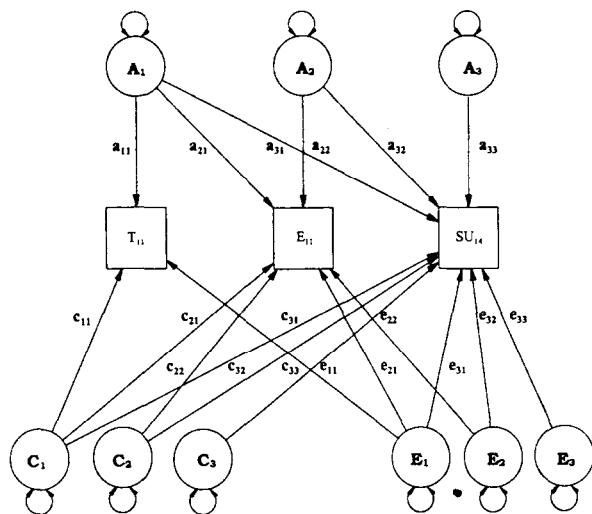 A₁ A₂ A₃
a₁₁ a₂₁ a₃₁ a₂₂ a₃₂ a₃₃
T₁₁ E₁₁ SU₁₄
c₁₁ c₂₁ c₃₁ e₂₂ e₃₂ e₃₃
c₂₂ c₃₂ c₃₃ e₁₁ e₂₁ e₃₁
C₁ C₂ C₃ E₁ E₂ E₃